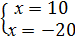 x = 10
x = −20